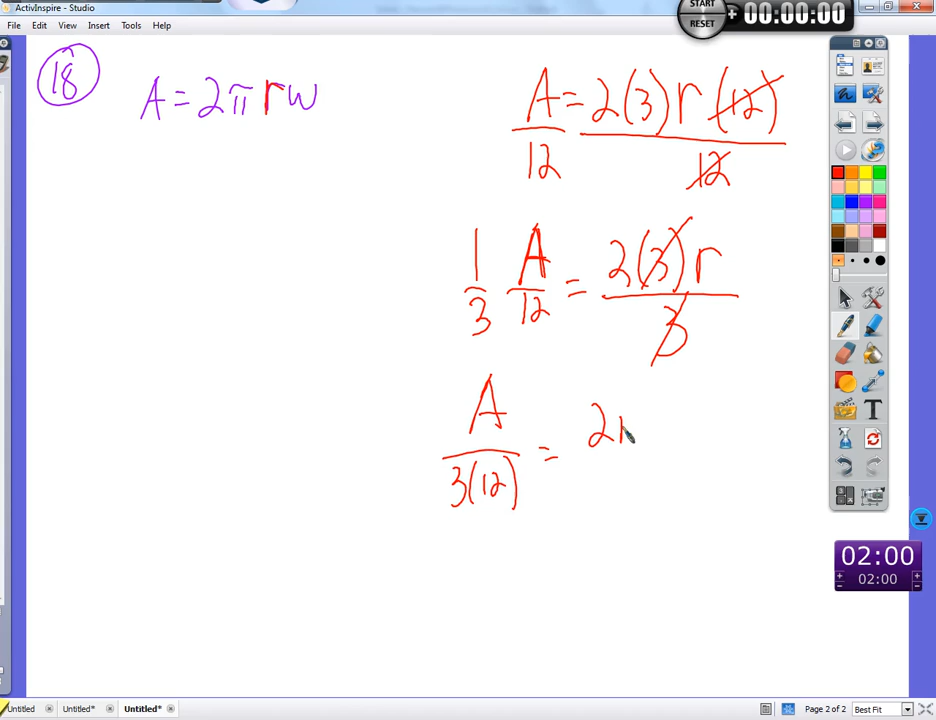 ActivInspire - Studio
START
RESET
00:00:00
File Edit View Insert Tools Help
18
A = 2πrw
A = 2(3)r(12)
12 12
1 A = 2(3)r
3 12 3
A = 2r
3(12)
02:00
02:00
Untitled Untitled* Untitled*
Page 2 of 2 Best Fit